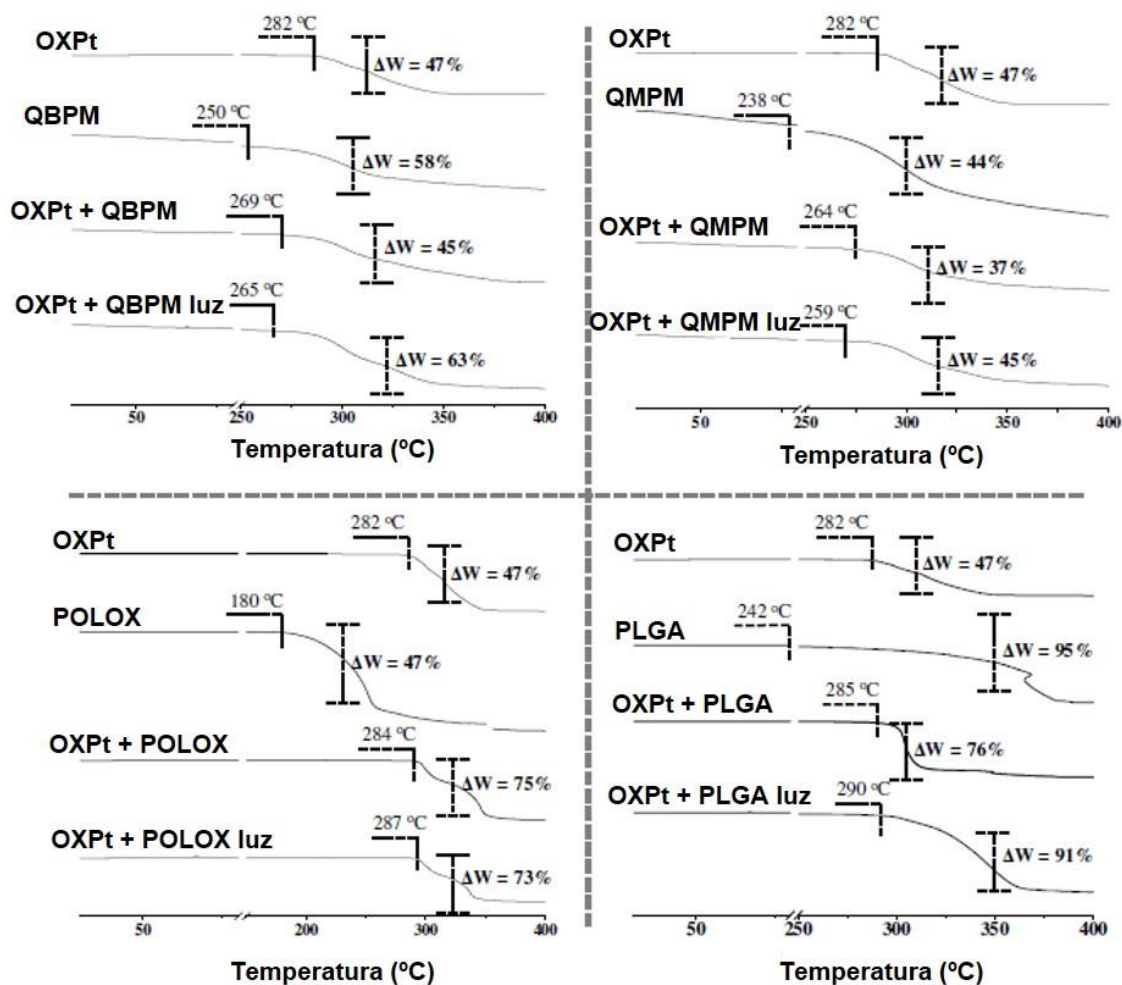 OXPt
282 ºC
ΔW = 47%
QBPM
250 ºC
ΔW = 58%
OXPt + QBPM
269 ºC
ΔW = 45%
OXPt + QBPM luz
265 ºC
ΔW = 63%
50 250 300 350 400
Temperatura (ºC)
OXPt
282 ºC
ΔW = 47%
QMPM
238 ºC
ΔW = 44%
OXPt + QMPM
264 ºC
ΔW = 37%
OXPt + QMPM luz
259 ºC
ΔW = 45%
50 250 300 350 400
Temperatura (ºC)
OXPt
282 ºC
ΔW = 47%
POLOX
180 ºC
ΔW = 47%
OXPt + POLOX
284 ºC
ΔW = 75%
OXPt + POLOX luz
287 ºC
ΔW = 73%
50 200 300 400
Temperatura (ºC)
OXPt
282 ºC
ΔW = 47%
PLGA
242 ºC
ΔW = 95%
OXPt + PLGA
285 ºC
ΔW = 76%
OXPt + PLGA luz
290 ºC
ΔW = 91%
50 250 300 350 400
Temperatura (ºC)